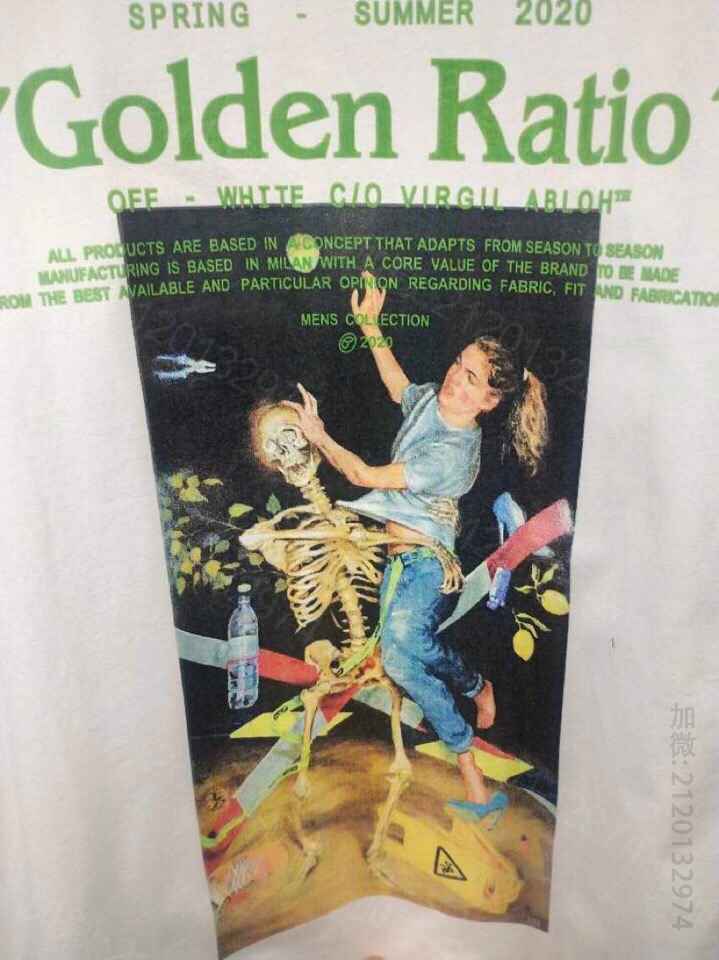 SPRING - SUMMER 2020
"Golden Ratio"
OFF - WHITE C/O VIRGIL ABLOH™
ALL PRODUCTS ARE BASED IN A CONCEPT THAT ADAPTS FROM SEASON TO SEASON
MANUFACTURING IS BASED IN MILAN WITH A CORE VALUE OF THE BRAND TO BE MADE
ROM THE BEST AVAILABLE AND PARTICULAR OPINION REGARDING FABRIC, FIT AND FABRICATION
MENS COLLECTION
2020
加微:2120132974